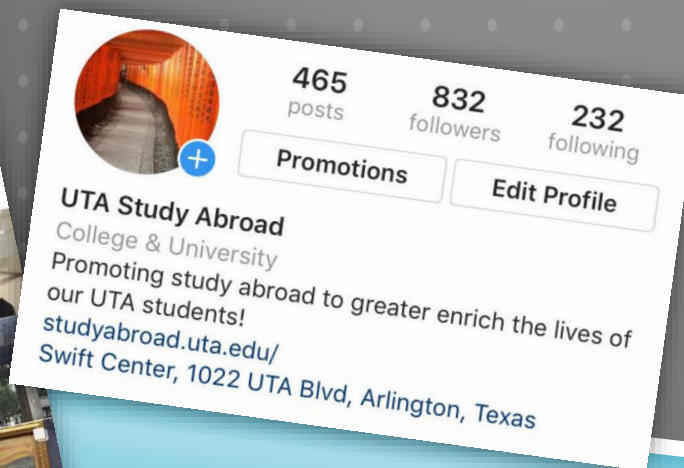 465 832 232
posts followers following
Promotions Edit Profile
UTA Study Abroad
College & University
Promoting study abroad to greater enrich the lives of
our UTA students!
studyabroad.uta.edu/
Swift Center, 1022 UTA Blvd, Arlington, Texas